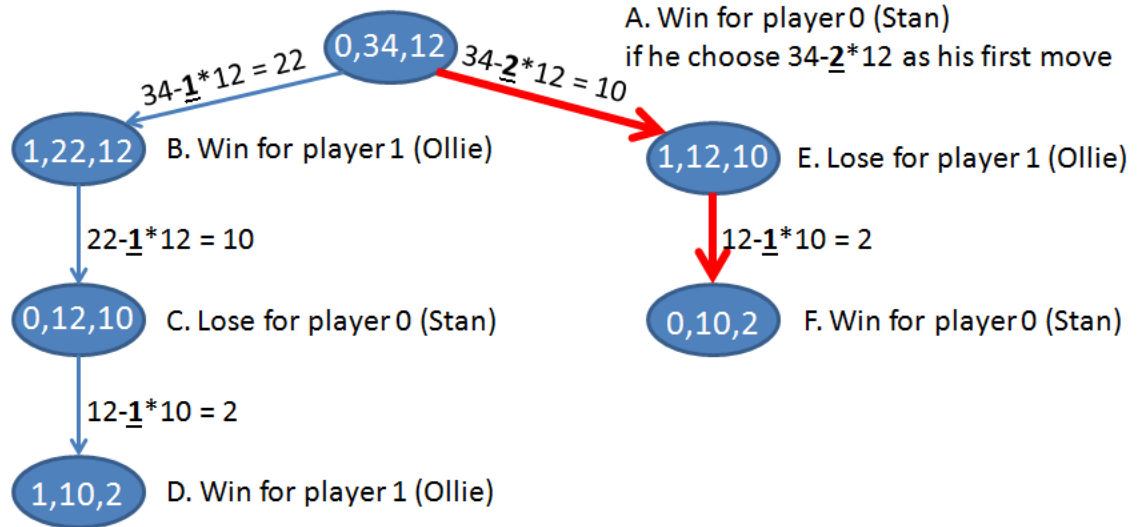 0,34,12
A. Win for player 0 (Stan)
if he choose 34-2*12 as his first move
34-1*12 = 22
34-2*12 = 10
1,22,12
B. Win for player 1 (Ollie)
1,12,10
E. Lose for player 1 (Ollie)
22-1*12 = 10
12-1*10 = 2
0,12,10
C. Lose for player 0 (Stan)
0,10,2
F. Win for player 0 (Stan)
12-1*10 = 2
1,10,2
D. Win for player 1 (Ollie)